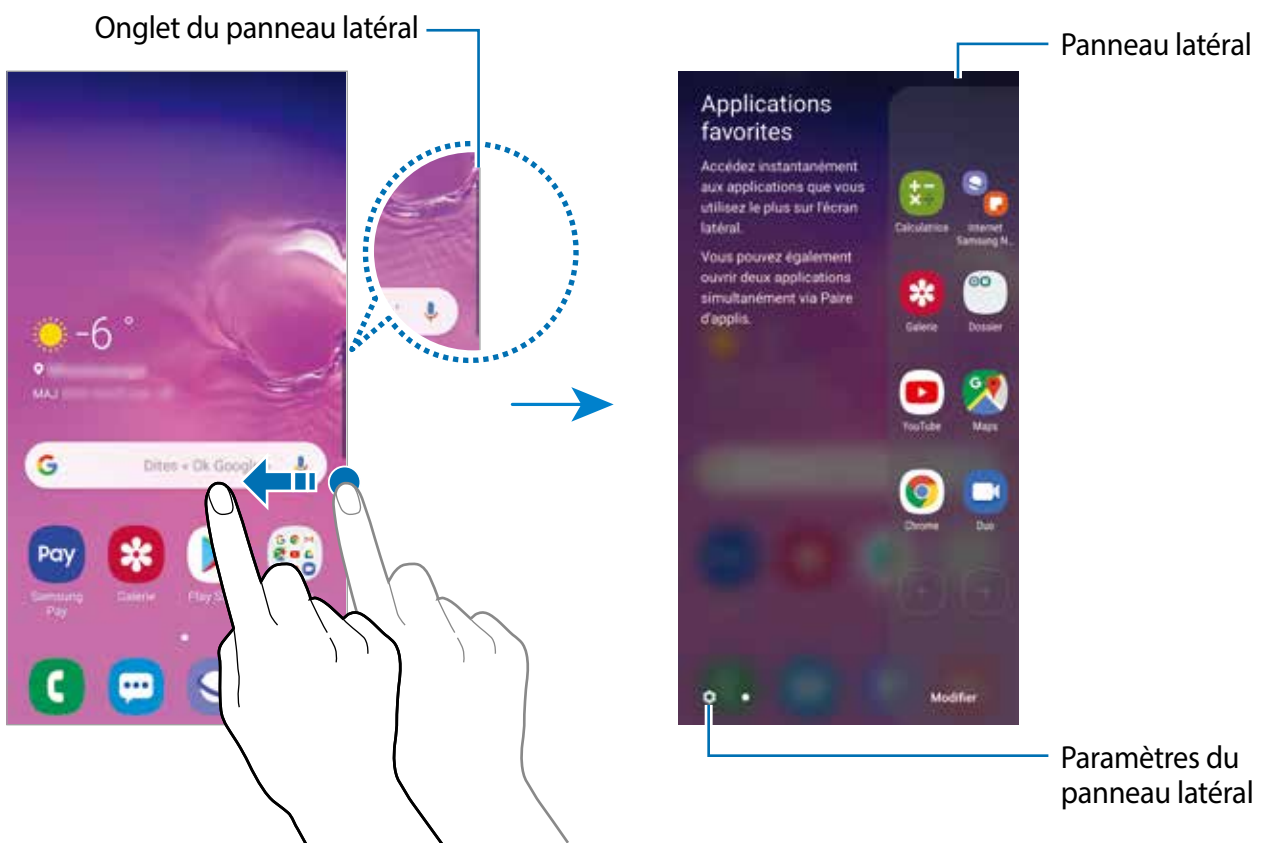 Onglet du panneau latéral
-6 °
MAJ
G
Dites « Ok Google
Pay
Samsung
Pay
Galerie
Play S
Panneau latéral
Applications
favorites
Accédez instantanément
aux applications que vous
utilisez le plus sur l'écran
latéral.
Vous pouvez également
ouvrir deux applications
simultanément via Paire
d'applis.
Calculatrice
Internet
Samsung N...
Galerie
Dossier
YouTube
Maps
Chrome
Duo
Modifier
Paramètres du
panneau latéral